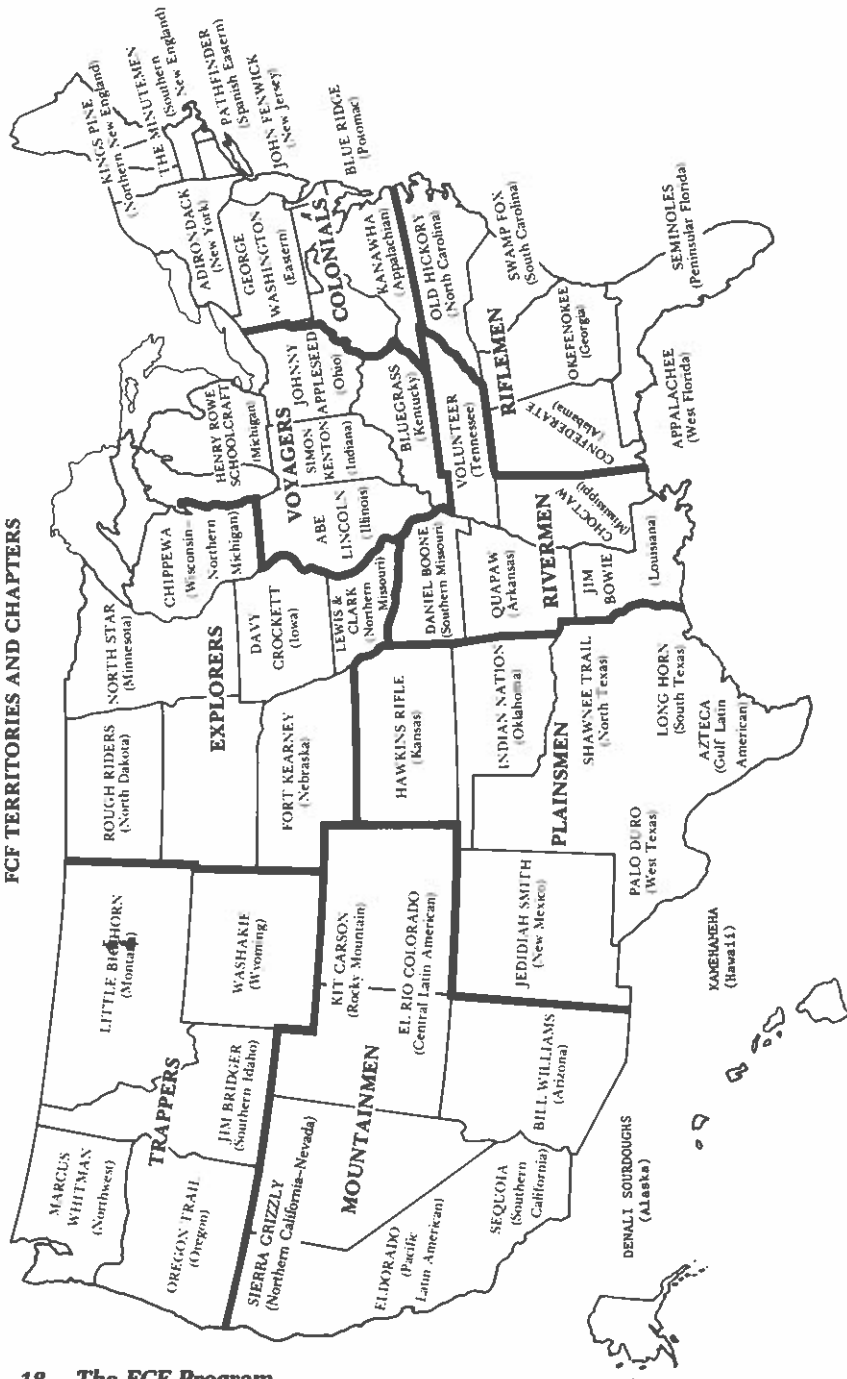 FCF TERRITORIES AND CHAPTERS
MARCUS
WHITMAN
(Northwest)
OREGON TRAIL
(Oregon)
TRAPPERS
JIM BRIDGER
(Southern Idaho)
LITTLE BIGHORN
(Montana)
WASHAKIE
(Wyoming)
SIERBA GRIZZLY
(Northern California-Nevada)
MOUNTAINMEN
ELDORADO
(Pacific
Latin American)
SEQUOIA
(Southern
California)
KIT CARSON
(Rocky Mountain)
EL RIO COLORADO
(Central Latin American)
BILL WILLIAMS
(Arizona)
ROUGH RIDERS
(North Dakota)
NORTH STAR
(Minnesota)
EXPLORERS
FORT KEARNEY
(Nebraska)
CHIPPEWA
(Wisconsin-
Northern
Michigan)
DAVY
CROCKETT
(Iowa)
LEWIS &
CLARK
(Northern
Missouri)
HAWKINS RIFLE
(Kansas)
INDIAN NATION
(Oklahoma)
JEDIDIAH SMITH
(New Mexico)
PLAINSMEN
SHAWNEE TRAIL
(North Texas)
PALO DURO
(West Texas)
LONG HORN
(South Texas)
AZTECA
(Gulf Latin
American)
HENRY ROWE
SCHOOLCRAFT
(Michigan)
VOYAGERS
ABE
LINCOLN
(Illinois)
SIMON
KENTON
(Indiana)
JOHNNY
APPLESEED
(Ohio)
BLUEGRASS
(Kentucky)
DANIEL BOONE
(Southern Missouri)
VOLUNTEER
(Tennessee)
QUAPAW
(Arkansas)
RIVERMEN
JIM
BOWIE
(Louisiana)
CHOCTAW
(Mississippi)
KINGS PINE
(Northern New England)
THE MINUTEMEN
(Southern
New England)
PATHFINDER
(Spanish Eastern)
JOHN FENWICK
(New Jersey)
ADIRONDACK
(New York)
GEORGE
WASHINGTON
(Eastern)
COLONIALS
BLUE RIDGE
(Potomac)
KANAWHA
(Appalachian)
OLD HICKORY
(North Carolina)
SWAMP FOX
(South Carolina)
RIFLEMEN
CONFEDERATE
(Alabama)
OKEFENOKEE
(Georgia)
APPALACHEE
(West Florida)
SEMINOLES
(Peninsular Florida)
DENALI SOURDOUGHS
(Alaska)
KAMEHAMEHA
(Hawaii)
18 The FCF Program